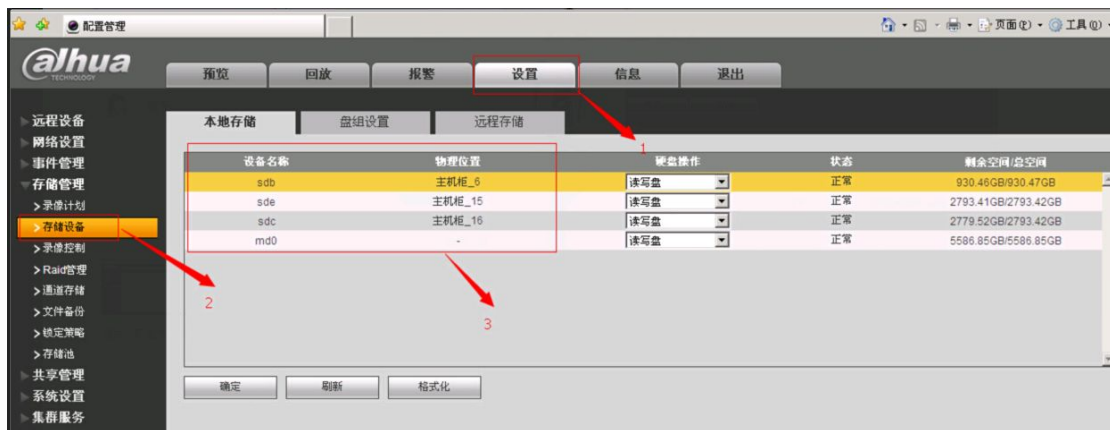 配置管理
页面(P) 工具(O)
alhua
TECHNOLOGY
预览 回放 报警 设置 信息 退出
远程设备
网络设置
事件管理
存储管理
>录像计划
>存储设备
>录像控制
>Raid管理
>通道存储
>文件备份
>锁定策略
>存储池
共享管理
系统设置
集群服务
本地存储 盘组设置 远程存储
1
设备名称 物理位置 硬盘操作 状态 剩余空间/总空间
sdb 主机柜_6 读写盘 正常 930.46GB/930.47GB
sde 主机柜_15 读写盘 正常 2793.41GB/2793.42GB
sdc 主机柜_16 读写盘 正常 2779.52GB/2793.42GB
md0 - 读写盘 正常 5586.85GB/5586.85GB
2
3
确定 刷新 格式化